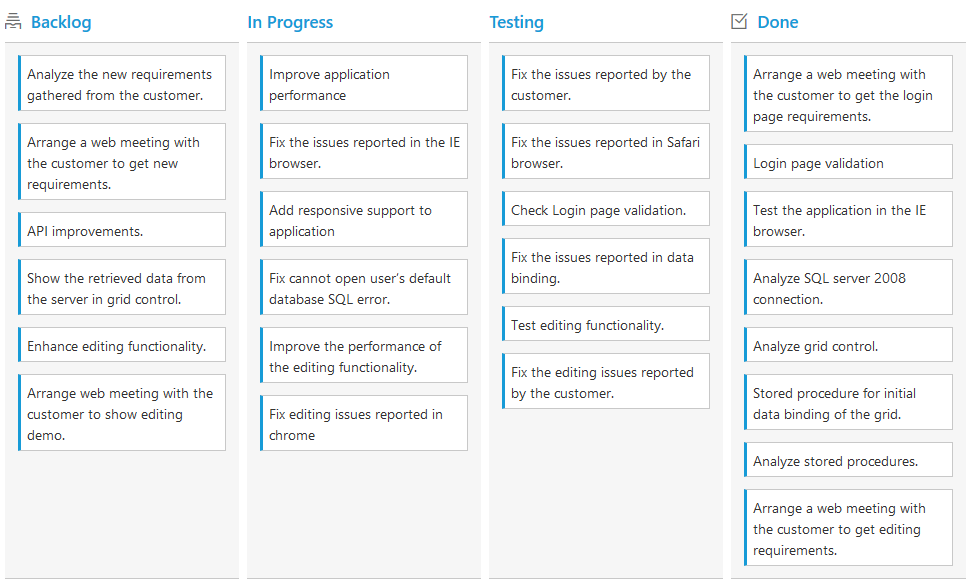 Backlog
Analyze the new requirements
gathered from the customer.
Arrange a web meeting with
the customer to get new
requirements.
API improvements.
Show the retrieved data from
the server in grid control.
Enhance editing functionality.
Arrange web meeting with the
customer to show editing
demo.
In Progress
Improve application
performance
Fix the issues reported in the IE
browser.
Add responsive support to
application
Fix cannot open user’s default
database SQL error.
Improve the performance of
the editing functionality.
Fix editing issues reported in
chrome
Testing
Fix the issues reported by the
customer.
Fix the issues reported in Safari
browser.
Check Login page validation.
Fix the issues reported in data
binding.
Test editing functionality.
Fix the editing issues reported
by the customer.
Done
Arrange a web meeting with
the customer to get the login
page requirements.
Login page validation
Test the application in the IE
browser.
Analyze SQL server 2008
connection.
Analyze grid control.
Stored procedure for initial
data binding of the grid.
Analyze stored procedures.
Arrange a web meeting with
the customer to get editing
requirements.